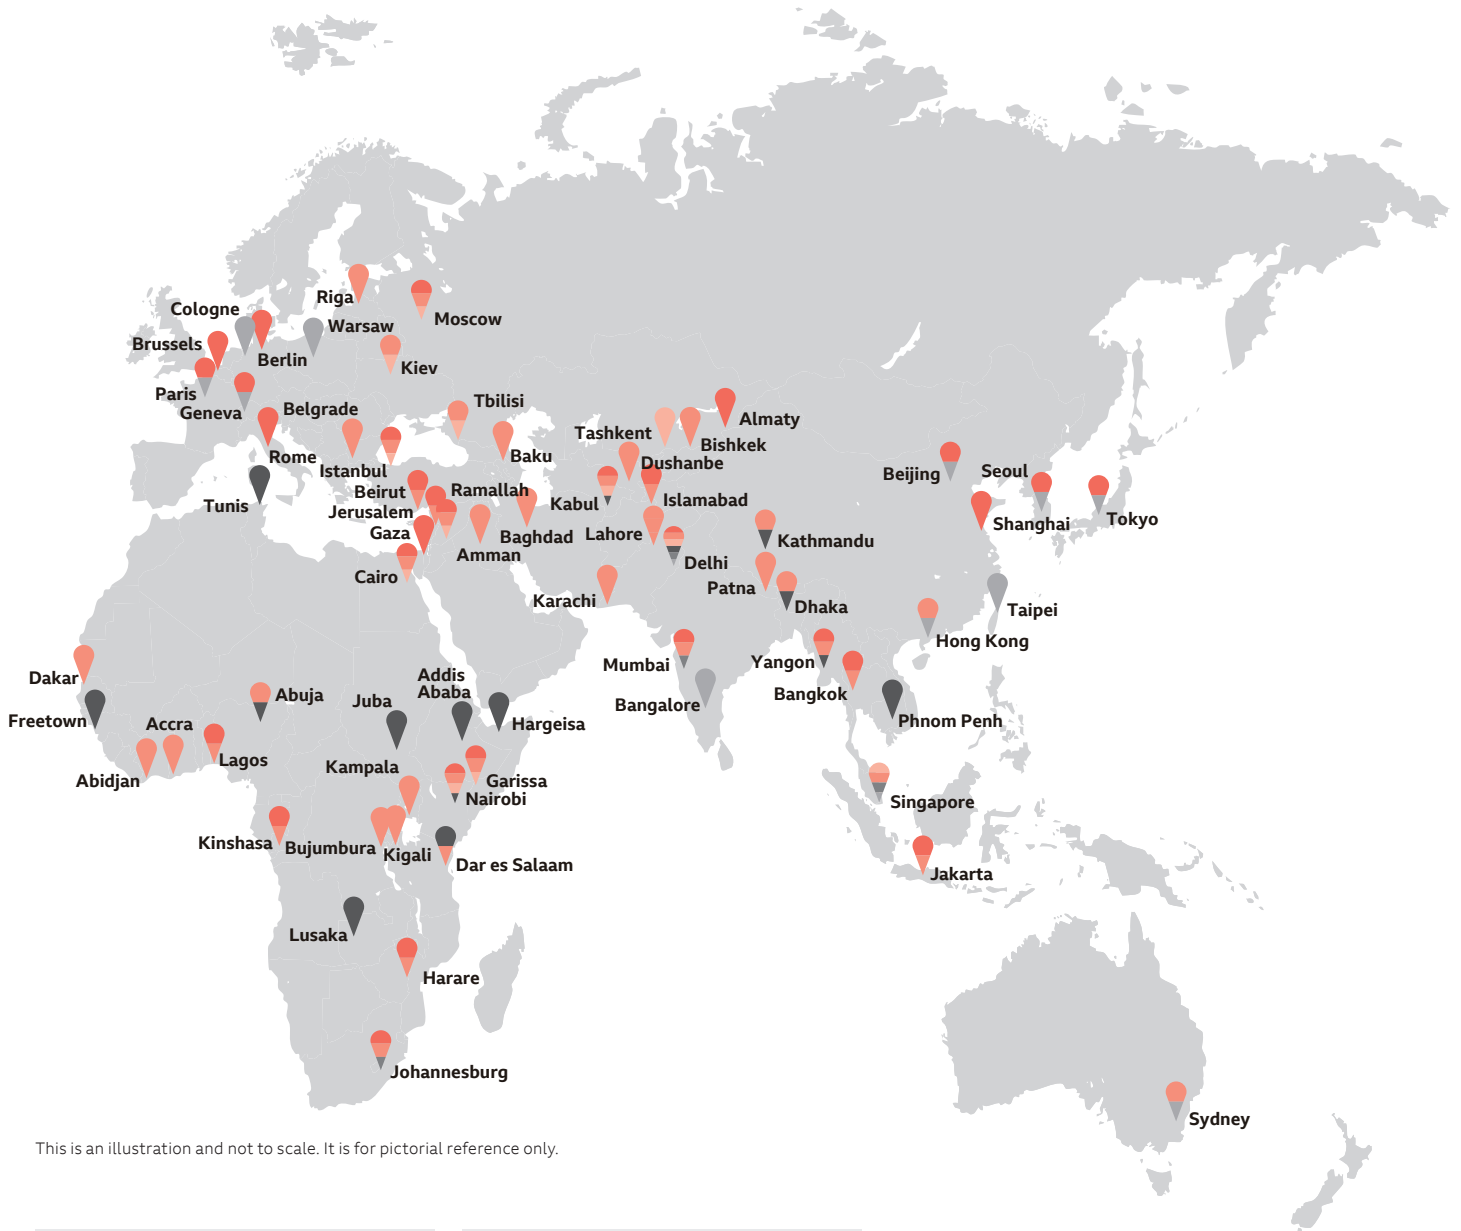 Riga
Cologne
Moscow
Warsaw
Brussels
Berlin
Kiev
Paris
Geneva
Belgrade
Tbilisi
Almaty
Tashkent
Bishkek
Rome
Istanbul
Baku
Dushanbe
Beijing
Seoul
Beirut
Ramallah
Kabul
Islamabad
Tunis
Jerusalem
Shanghai
Tokyo
Gaza
Baghdad
Lahore
Kathmandu
Amman
Delhi
Cairo
Patna
Karachi
Dhaka
Taipei
Hong Kong
Mumbai
Yangon
Dakar
Addis
Ababa
Abuja
Juba
Bangkok
Bangalore
Freetown
Accra
Hargeisa
Phnom Penh
Lagos
Kampala
Abidjan
Garissa
Nairobi
Singapore
Kinshasa
Bujumbura
Kigali
Dar es Salaam
Jakarta
Lusaka
Harare
Johannesburg
Sydney
This is an illustration and not to scale. It is for pictorial reference only.